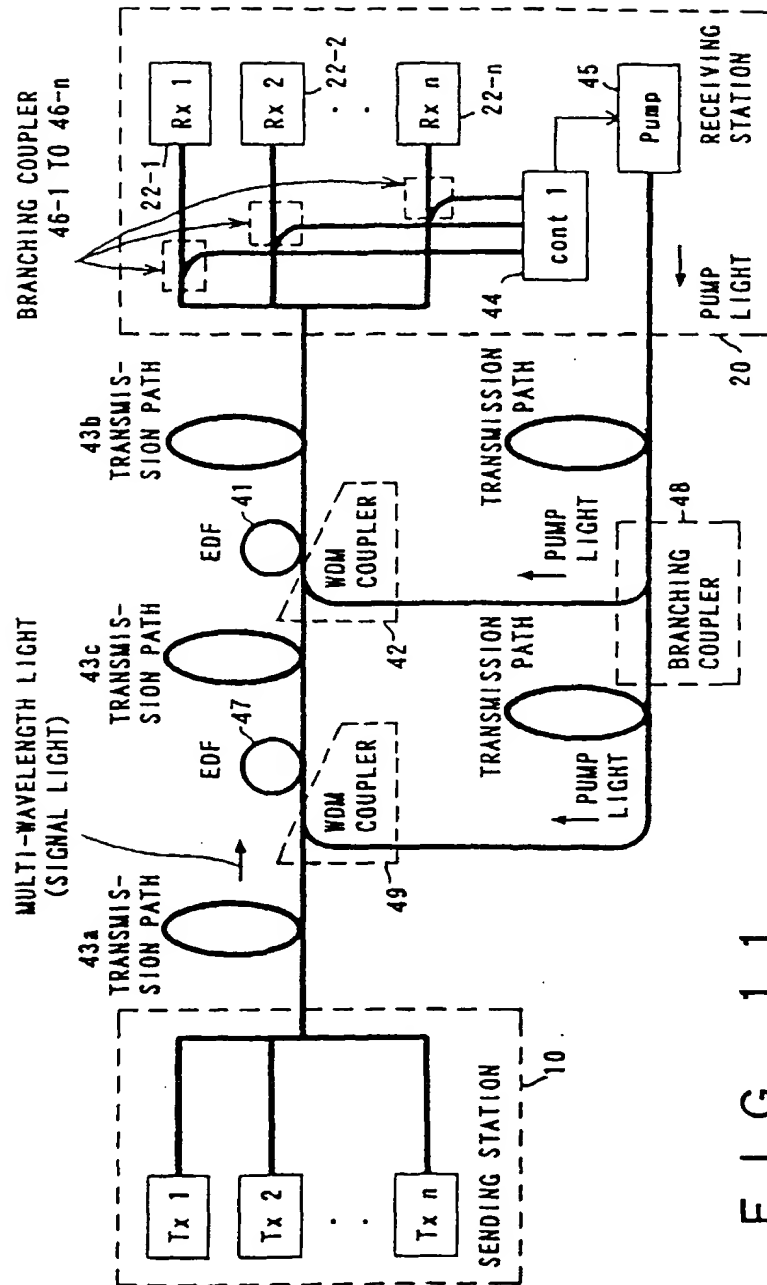 BRANCHING COUPLER
46-1 TO 46-n
22-1
Rx 1
Rx 2
22-2
. .
Rx n
22-n
44
cont 1
45
Pump
RECEIVING
STATION
PUMP
LIGHT
20
43b
TRANSMIS-
SION PATH
EDF
41
WDM
COUPLER
42
43c
TRANSMIS-
SION PATH
EDF
47
WDM
COUPLER
49
MULTI-WAVELENGTH LIGHT
(SIGNAL LIGHT)
43a
TRANSMIS-
SION PATH
TRANSMISSION
PATH
PUMP
LIGHT
48
BRANCHING
COUPLER
TRANSMISSION
PATH
PUMP
LIGHT
Tx 1
Tx 2
. .
Tx n
SENDING STATION
10
FIG. 11